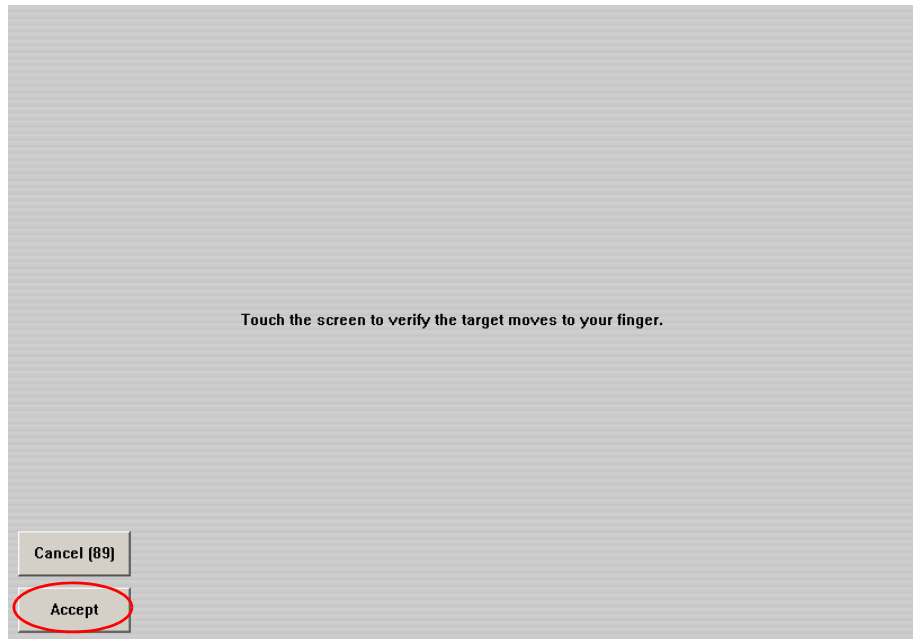 Touch the screen to verify the target moves to your finger.
Cancel (89)
Accept